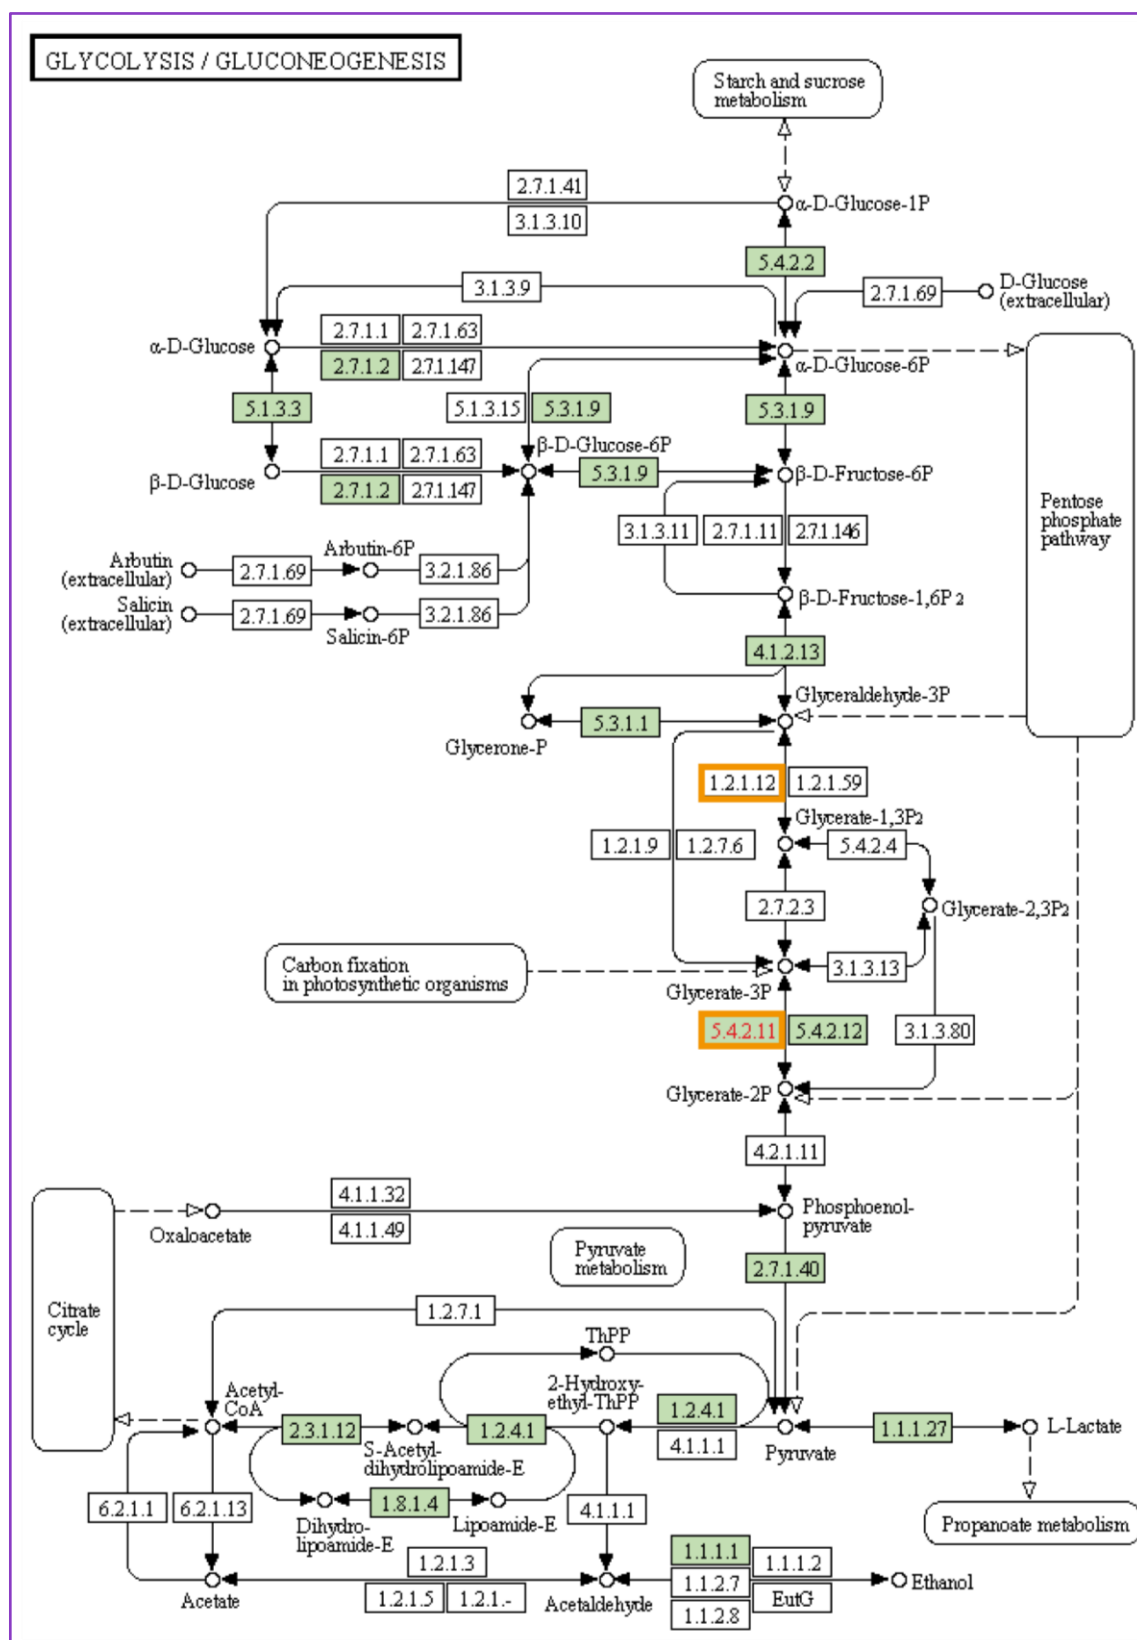 GLYCOLYSIS / GLUCONEOGENESIS
Starch and sucrose
metabolism
2.7.1.41
3.1.3.10
α-D-Glucose-1P
5.4.2.2
3.1.3.9
2.7.1.69
D-Glucose
(extracellular)
α-D-Glucose
2.7.1.1
2.7.1.63
2.7.1.2
2.7.1.147
α-D-Glucose-6P
5.1.3.3
5.1.3.15
5.3.1.9
5.3.1.9
β-D-Glucose-6P
β-D-Glucose
2.7.1.1
2.7.1.63
2.7.1.2
2.7.1.147
5.3.1.9
β-D-Fructose-6P
Pentose
phosphate
pathway
3.1.3.11
2.7.1.11
2.7.1.146
Arbutin
(extracellular)
2.7.1.69
Arbutin-6P
3.2.1.86
Salicin
(extracellular)
2.7.1.69
Salicin-6P
3.2.1.86
β-D-Fructose-1,6P2
4.1.2.13
Glyceraldehyde-3P
Glycerone-P
5.3.1.1
1.2.1.12
1.2.1.59
Glycerate-1,3P2
1.2.1.9
1.2.7.6
5.4.2.4
2.7.2.3
Glycerate-2,3P2
Carbon fixation
in photosynthetic organisms
3.1.3.13
Glycerate-3P
5.4.2.11
5.4.2.12
3.1.3.80
Glycerate-2P
4.2.1.11
4.1.1.32
Oxaloacetate
4.1.1.49
Phosphoenol-
pyruvate
Pyruvate
metabolism
2.7.1.40
Citrate
cycle
1.2.7.1
ThPP
Acetyl-
CoA
2-Hydroxy-
ethyl-ThPP
2.3.1.12
1.2.4.1
1.2.4.1
4.1.1.1
Pyruvate
1.1.1.27
L-Lactate
S-Acetyl-
dihydrolipoamide-E
6.2.1.1
6.2.1.13
1.8.1.4
Dihydro-
lipoamide-E
Lipoamide-E
4.1.1.1
Propanoate metabolism
Acetate
1.2.1.3
1.2.1.5
1.2.1.-
Acetaldehyde
1.1.1.1
1.1.1.2
1.1.2.7
EutG
1.1.2.8
Ethanol